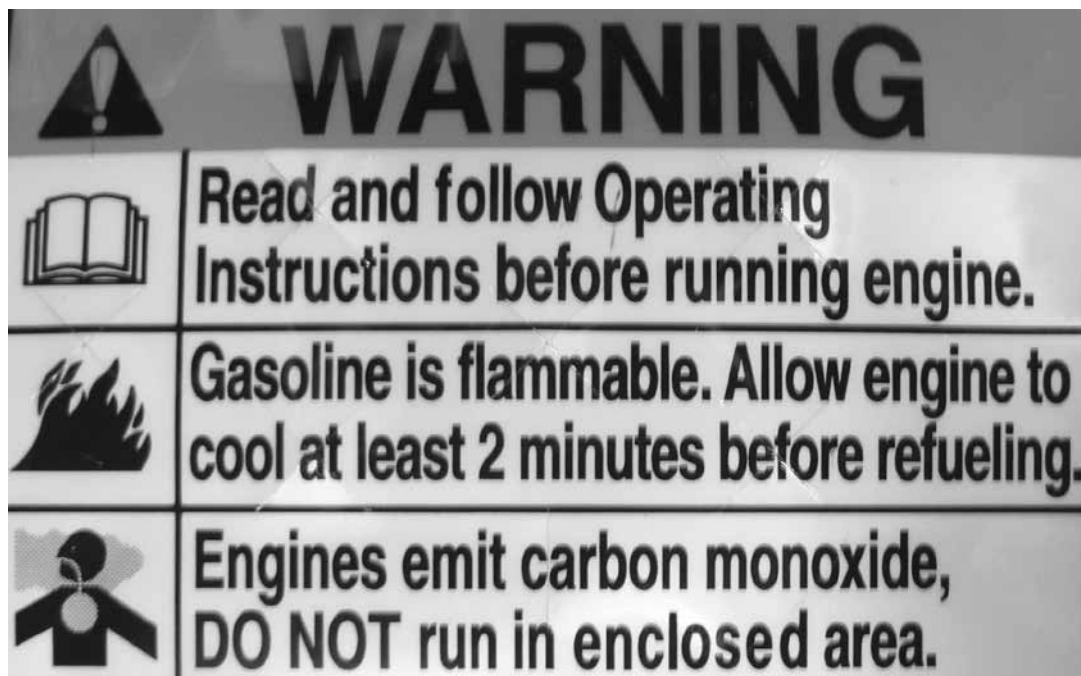 WARNING
Read and follow Operating
Instructions before running engine.
Gasoline is flammable. Allow engine to
cool at least 2 minutes before refueling.
Engines emit carbon monoxide,
DO NOT run in enclosed area.